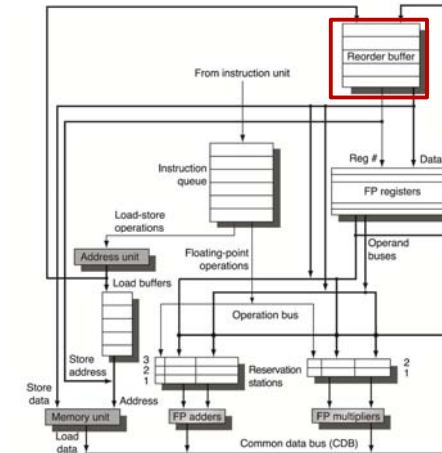 Reorder buffer
From instruction unit
Reg #
Data
Instruction
queue
FP registers
Load-store
operations
Operand
buses
Address unit
Floating-point
operations
Load buffers
Operation bus
Store
address
3
2
1
Reservation
stations
2
1
Store
data
Address
Memory unit
FP adders
FP multipliers
Load
data
Common data bus (CDB)